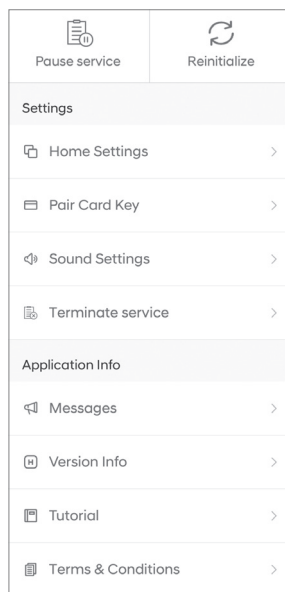 Pause service
Reinitialize
Settings
Home Settings
Pair Card Key
Sound Settings
Terminate service
Application Info
Messages
H
Version Info
Tutorial
Terms & Conditions